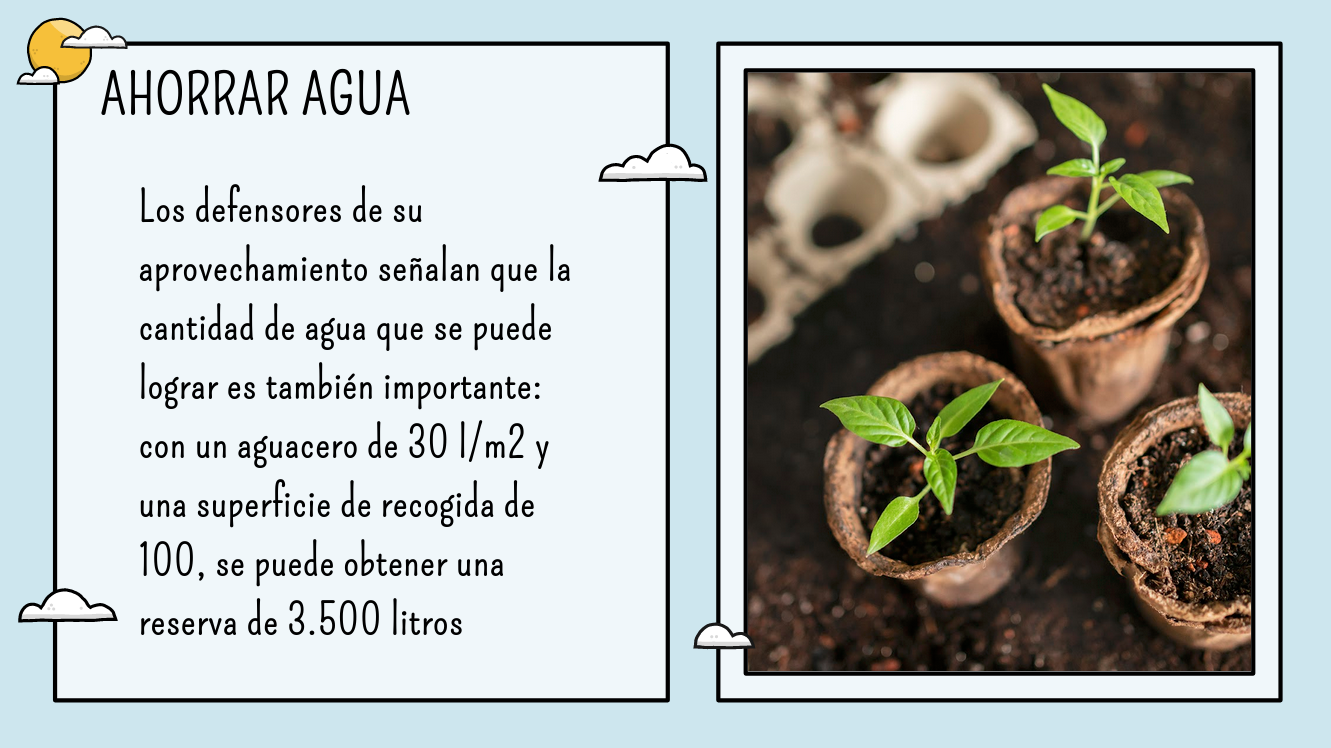 AHORRAR AGUA
Los defensores de su
aprovechamiento señalan que la
cantidad de agua que se puede
lograr es también importante:
con un aguacero de 30 l/m2 y
una superficie de recogida de
100, se puede obtener una
reserva de 3.500 litros